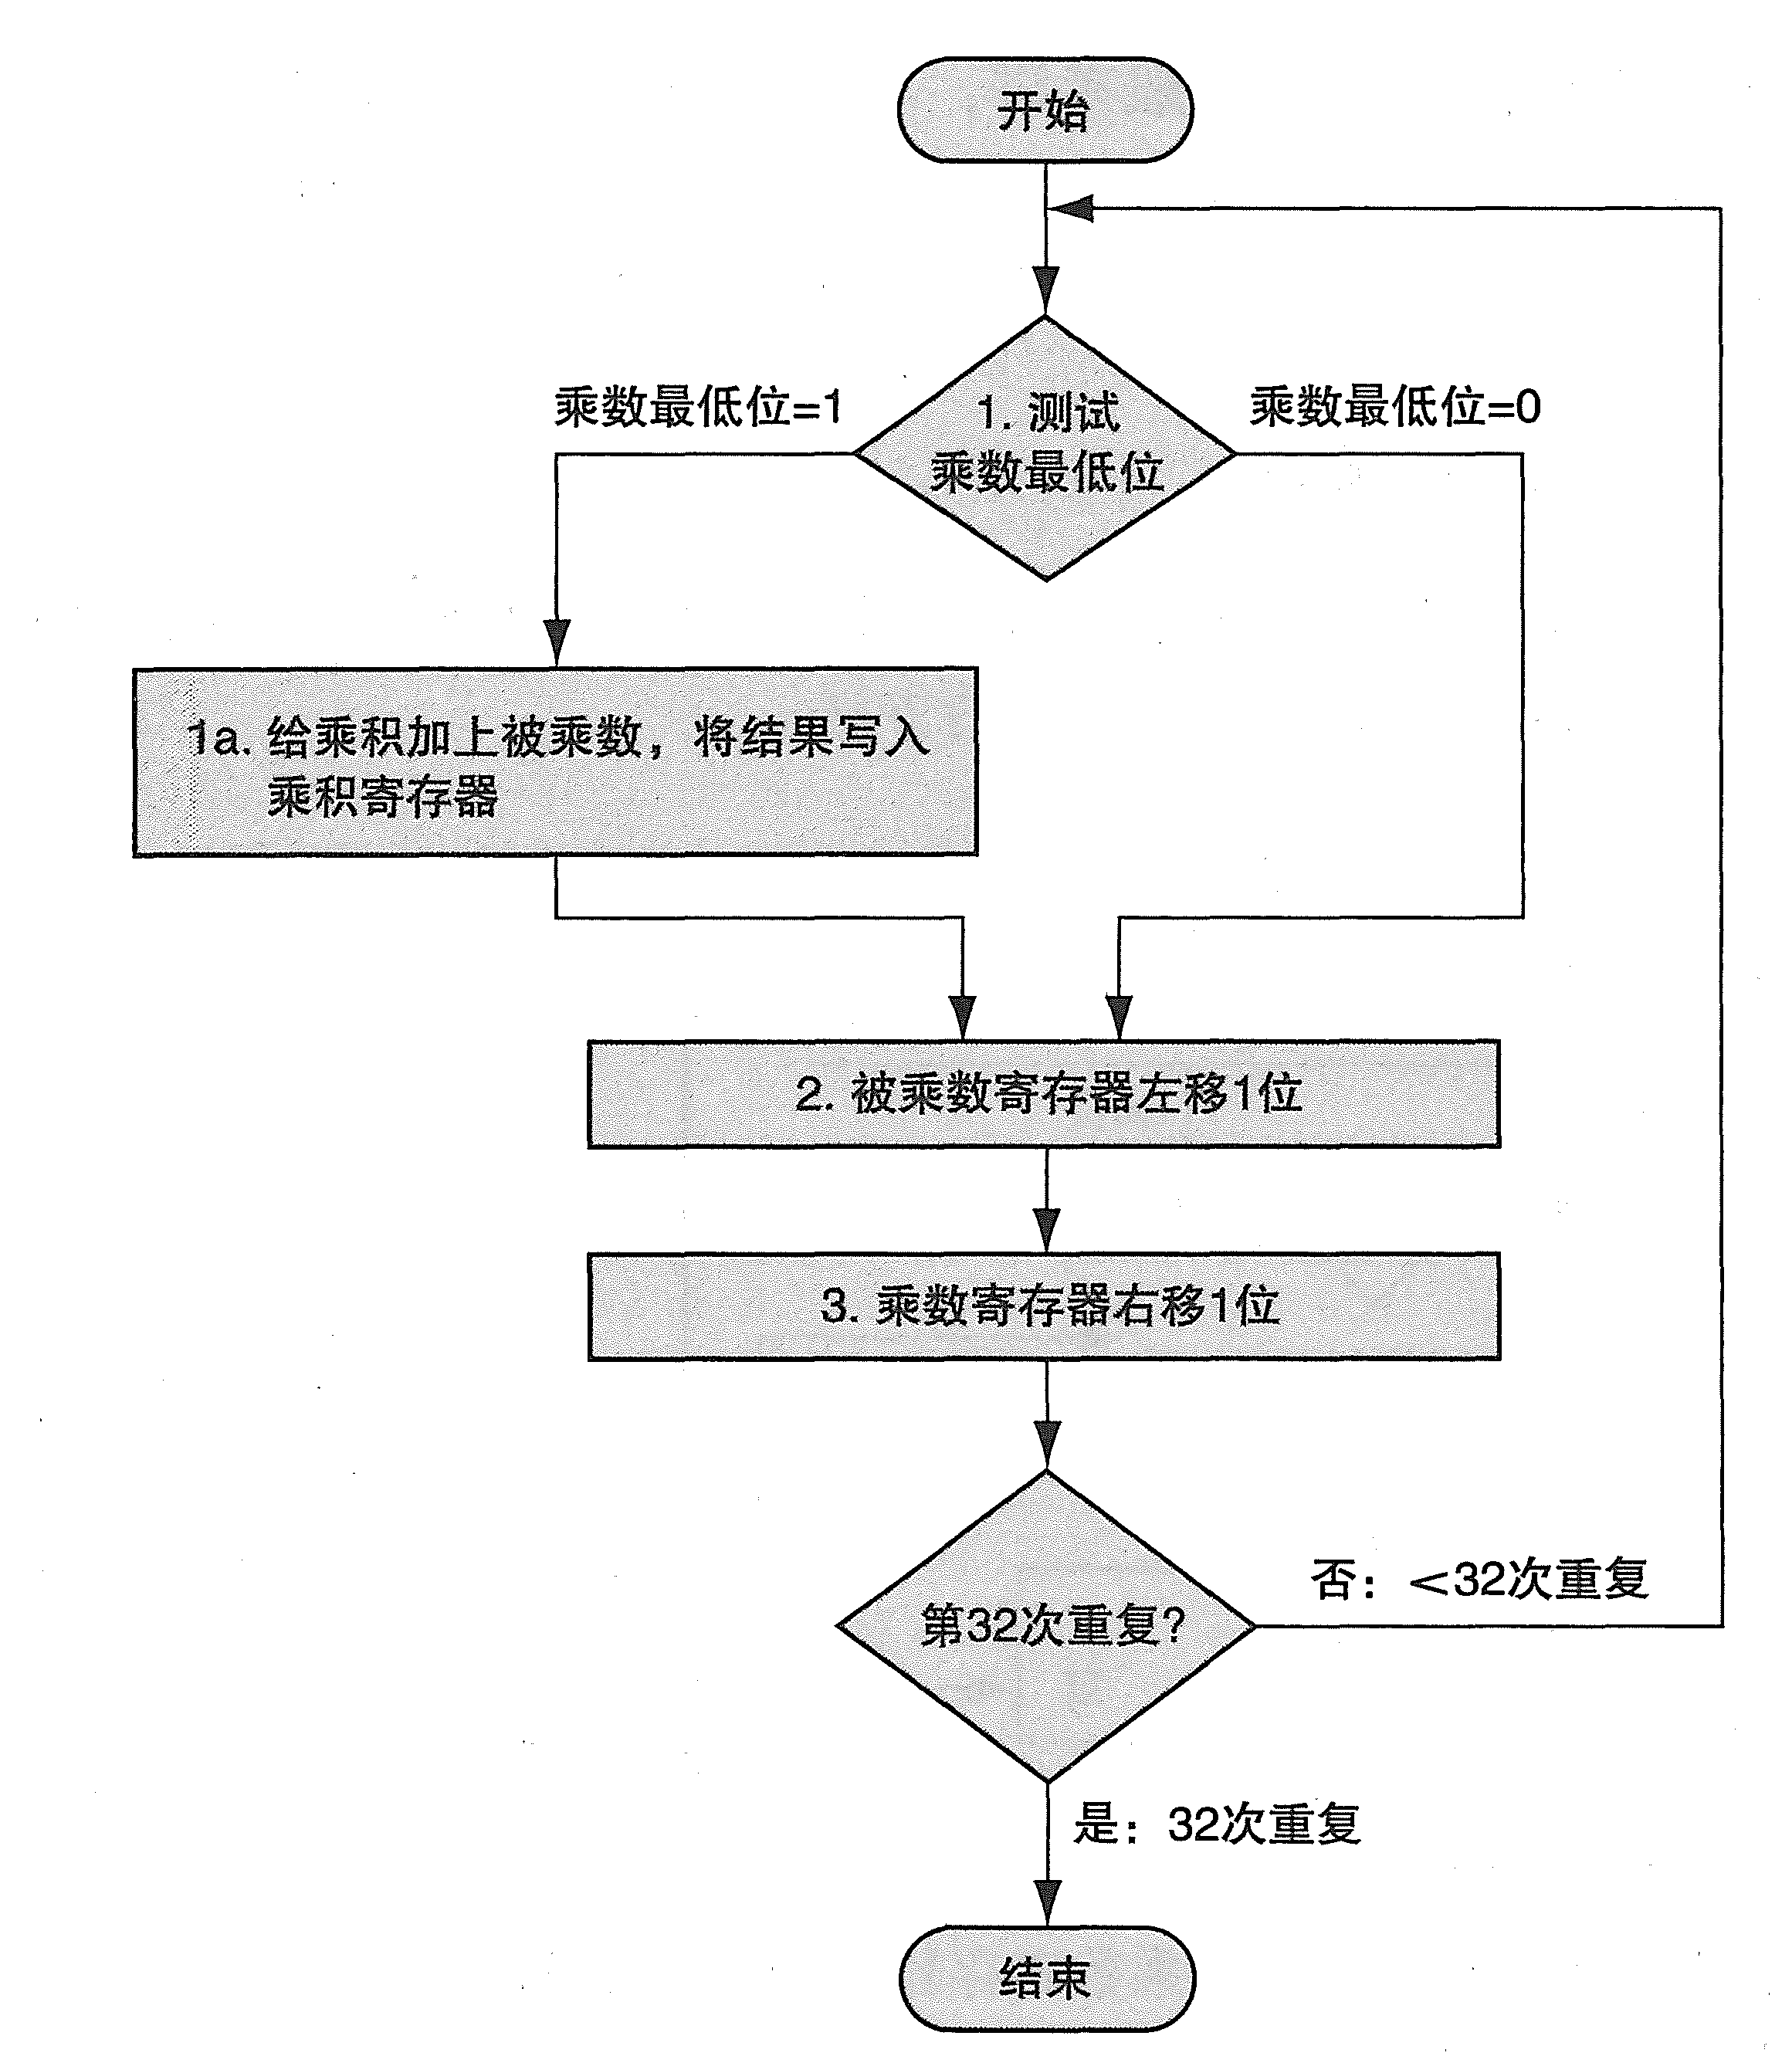 开始
乘数最低位=1
1. 测试
乘数最低位
乘数最低位=0
1a. 给乘积加上被乘数，将结果写入
乘积寄存器
2. 被乘数寄存器左移1位
3. 乘数寄存器右移1位
第32次重复?
否：<32次重复
是：32次重复
结束